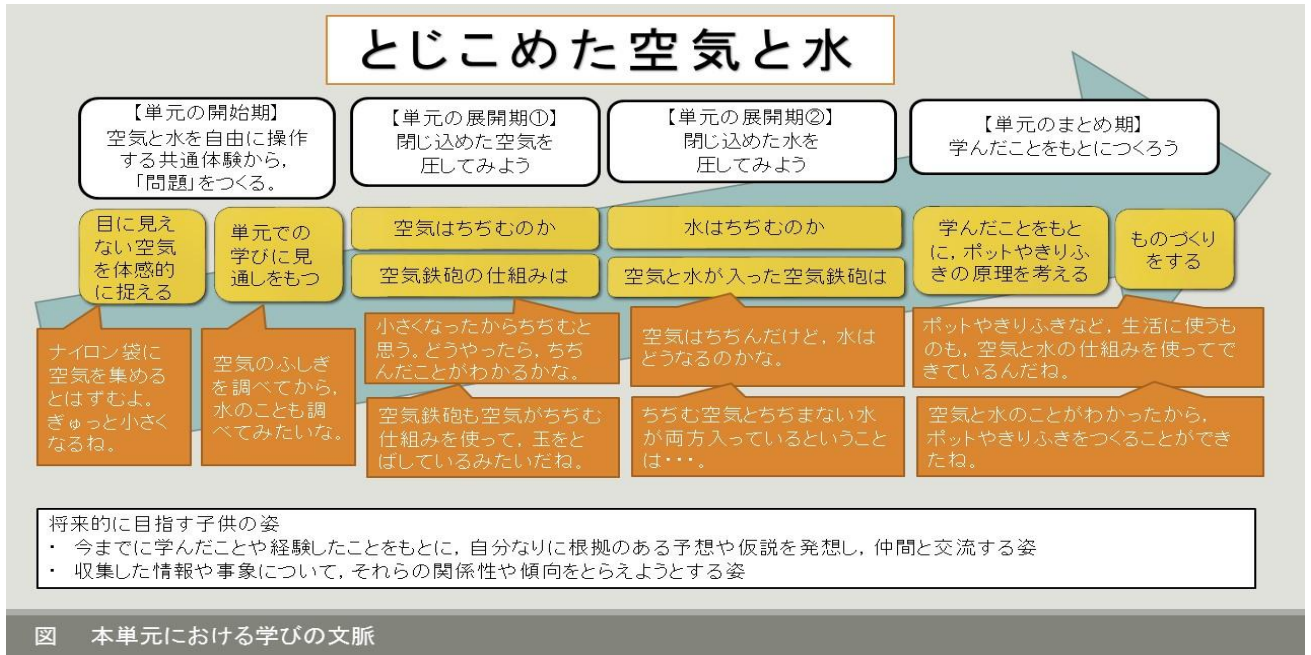 とじこめた空気と水
【単元の開始期】
空気と水を自由に操作
する共通体験から,
「問題」をつくる。
【単元の展開期①】
閉じ込めた空気を
圧してみよう
【単元の展開期②】
閉じ込めた水を
圧してみよう
【単元のまとめ期】
学んだことをもとにつくろう
目に見え
ない空気
を体感的
に捉える
単元での
学びに見
通しをもつ
空気はちぢむのか
空気鉄砲の仕組みは
水はちぢむのか
空気と水が入った空気鉄砲は
学んだことをもと
に,ポットやきりふ
きの原理を考える
ものづくり
をする
ナイロン袋に
空気を集める
とはずむよ。
ぎゅっと小さく
なるね。
空気のふしぎ
を調べてから,
水のことも調
べてみたいな。
小さくなったからちぢむと
思う。どうやったら,ちぢ
んだことがわかるかな。
空気鉄砲も空気がちぢむ
仕組みを使って,玉をと
ばしているみたいだね。
空気はちぢんだけど,水は
どうなるのかな。
ちぢむ空気とちぢまない水
が両方入っているということ
は・・・。
ポットやきりふきなど,生活に使うも
のも,空気と水の仕組みを使ってで
きているんだね。
空気と水のことがわかったから,
ポットやきりふきをつくることができ
たね。
将来的に目指す子供の姿
・ 今までに学んだことや経験したことをもとに,自分なりに根拠のある予想や仮説を発想し,仲間と交流する姿
・ 収集した情報や事象について,それらの関係性や傾向をとらえようとする姿
図 本単元における学びの文脈